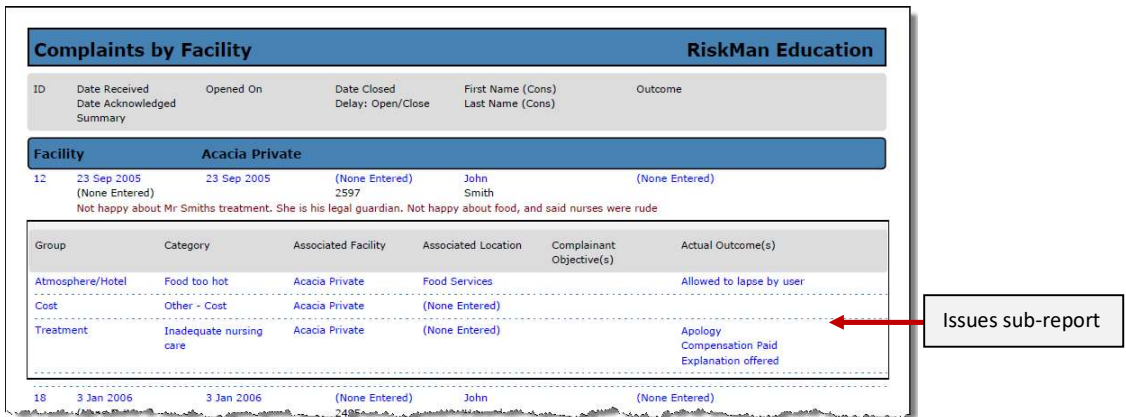 Complaints by Facility RiskMan Education
ID Date Received Opened On Date Closed First Name (Cons) Outcome
Date Acknowledged Delay: Open/Close Last Name (Cons)
Summary
Facility Acacia Private
12 23 Sep 2005 23 Sep 2005 (None Entered) John (None Entered)
(None Entered) 2597 Smith
Not happy about Mr Smiths treatment. She is his legal guardian. Not happy about food, and said nurses were rude
Group Category Associated Facility Associated Location Complainant Actual Outcome(s)
Objective(s)
Atmosphere/Hotel Food too hot Acacia Private Food Services Allowed to lapse by user
Cost Other - Cost Acacia Private (None Entered)
Treatment Inadequate nursing Acacia Private (None Entered) Apology
care Compensation Paid
Explanation offered
Issues sub-report
18 3 Jan 2006 3 Jan 2006 (None Entered) John (None Entered)